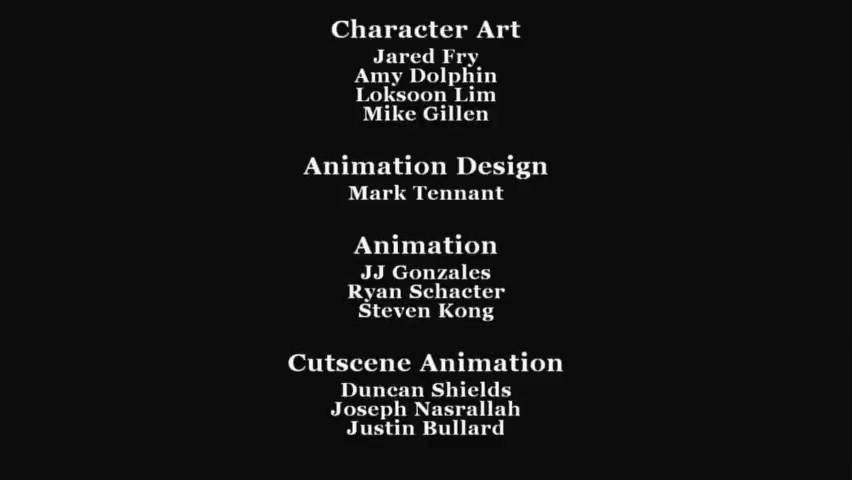 Character Art
Jared Fry
Amy Dolphin
Loksoon Lim
Mike Gillen
Animation Design
Mark Tennant
Animation
JJ Gonzales
Ryan Schacter
Steven Kong
Cutscene Animation
Duncan Shields
Joseph Nasrallah
Justin Bullard